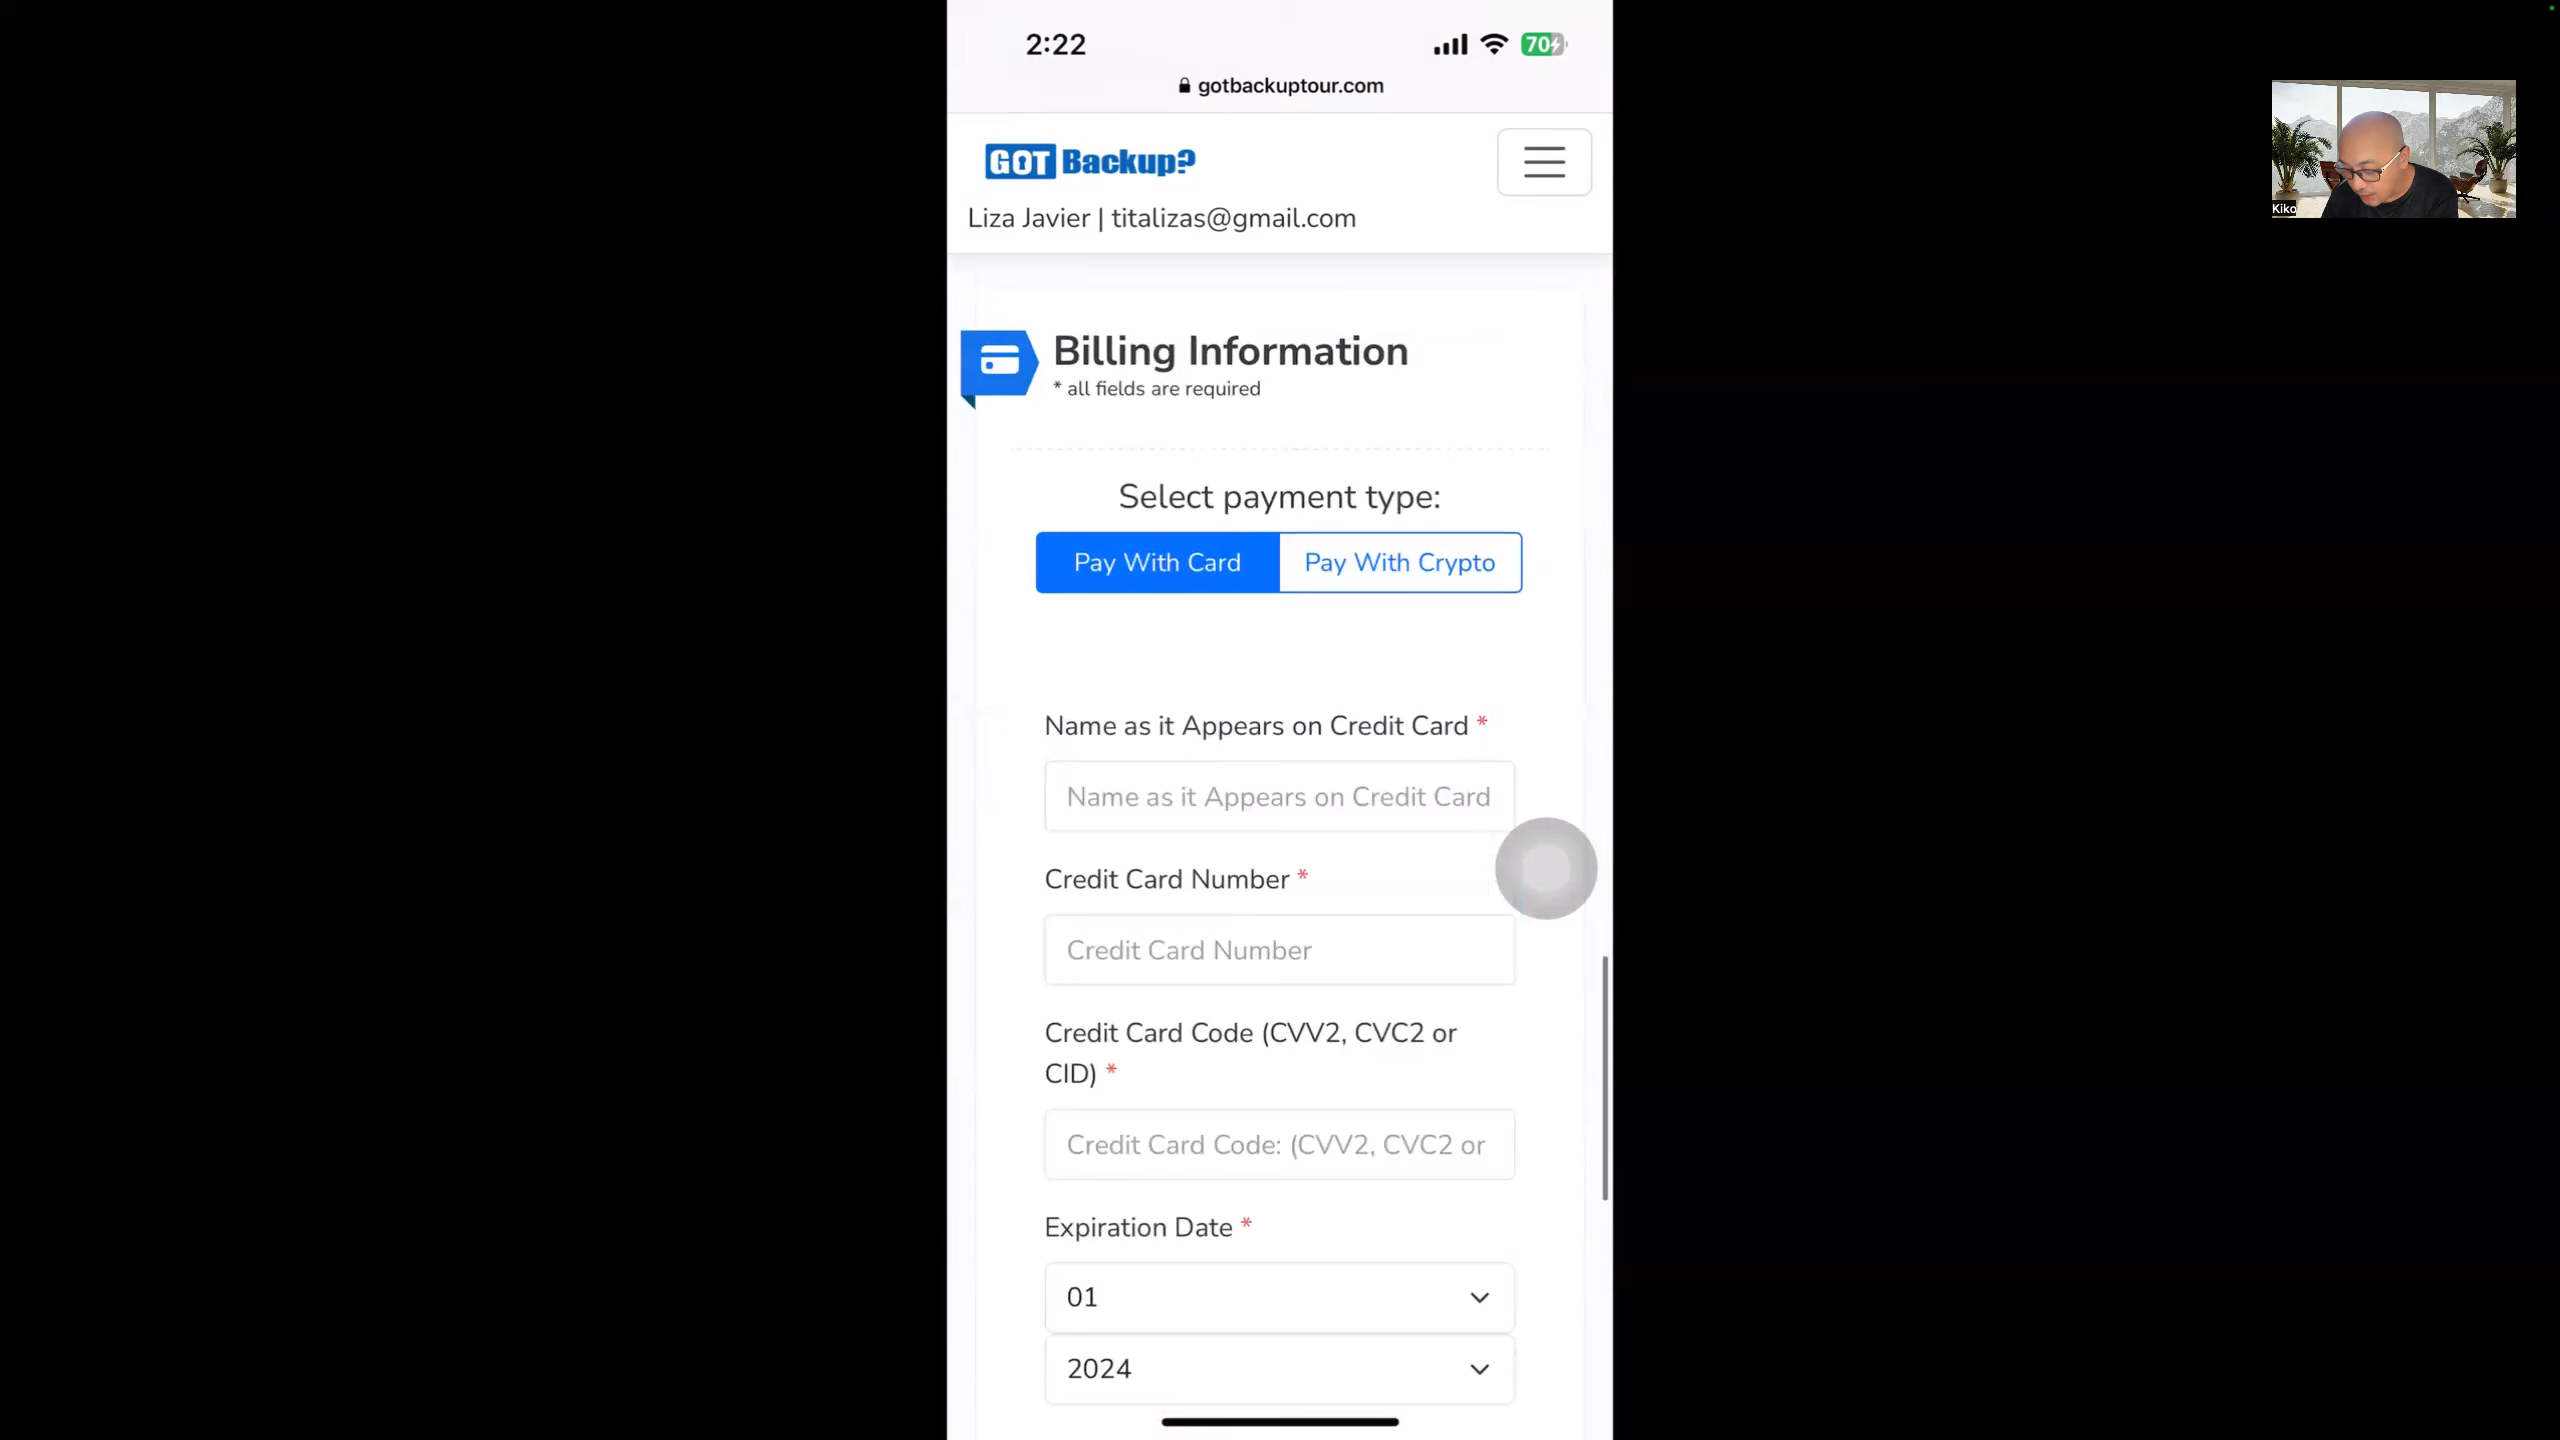 2:22
70
gotbackuptour.com
GOT Backup?
Liza Javier | titalizas@gmail.com
Kiko
Billing Information
* all fields are required
Select payment type:
Pay With Card
Pay With Crypto
Name as it Appears on Credit Card *
Name as it Appears on Credit Card
Credit Card Number *
Credit Card Number
Credit Card Code (CVV2, CVC2 or
CID) *
Credit Card Code: (CVV2, CVC2 or
Expiration Date *
01
2024